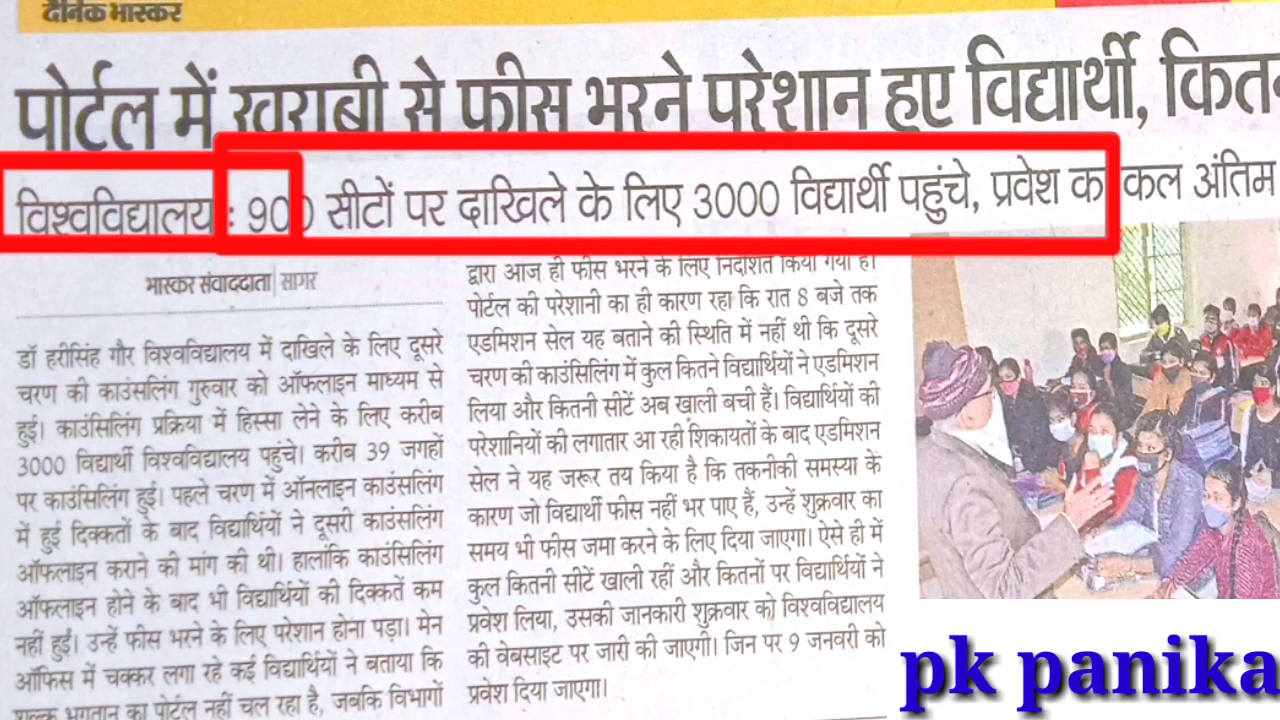 दैनिक भास्कर
पोर्टल में खराबी से फीस भरने परेशान हुए विद्यार्थी,
विश्वविद्यालय : 900 सीटों पर दाखिले के लिए 3000 विद्यार्थी पहुंचे, प्रवेश का कल अंतिम
भास्कर संवाददाता | सागर
डॉ हरीसिंह गौर विश्वविद्यालय में दाखिले के लिए दूसरे
चरण की काउंसलिंग गुरुवार को ऑफलाइन माध्यम से
हुई। काउंसिलिंग प्रक्रिया में हिस्सा लेने के लिए करीब
3000 विद्यार्थी विश्वविद्यालय पहुंचे। करीब 39 जगहों
पर काउंसिलिंग हुई। पहले चरण में ऑनलाइन काउंसलिंग
में हुई दिक्कतों के बाद विद्यार्थियों ने दूसरी काउंसलिंग
ऑफलाइन कराने की मांग की थी। हालांकि काउंसिलिंग
ऑफलाइन होने के बाद भी विद्यार्थियों की दिक्कतें कम
नहीं हुई। उन्हें फीस भरने के लिए परेशान होना पड़ा। मेन
ऑफिस में चक्कर लगा रहे कई विद्यार्थियों ने बताया कि
शुल्क भुगतान का पोर्टल नहीं चल रहा है, जबकि विभागों
द्वारा आज ही फीस भरने के लिए निर्देशित किया गया है।
पोर्टल की परेशानी का ही कारण रहा कि रात 8 बजे तक
एडमिशन सेल यह बताने की स्थिति में नहीं थी कि दूसरे
चरण की काउंसिलिंग में कुल कितने विद्यार्थियों ने एडमिशन
लिया और कितनी सीटें अब खाली बची हैं। विद्यार्थियों की
परेशानियों की लगातार आ रही शिकायतों के बाद एडमिशन
सेल ने यह जरूर तय किया है कि तकनीकी समस्या के
कारण जो विद्यार्थी फीस नहीं भर पाए हैं, उन्हें शुक्रवार का
समय भी फीस जमा करने के लिए दिया जाएगा। ऐसे ही में
कुल कितनी सीटें खाली रहीं और कितनों पर विद्यार्थियों ने
प्रवेश लिया, उसकी जानकारी शुक्रवार को विश्वविद्यालय
की वेबसाइट पर जारी की जाएगी। जिन पर 9 जनवरी को
प्रवेश दिया जाएगा।
pk panika